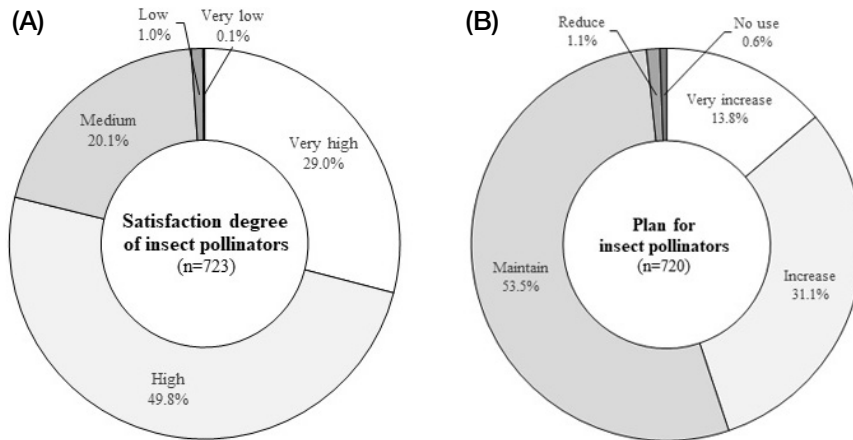 (A)
Low
1.0%
Very low
0.1%
Medium
20.1%
Very high
29.0%
Satisfaction degree
of insect pollinators
(n=723)
High
49.8%
(B)
Reduce
1.1%
No use
0.6%
Very increase
13.8%
Plan for
insect pollinators
(n=720)
Maintain
53.5%
Increase
31.1%